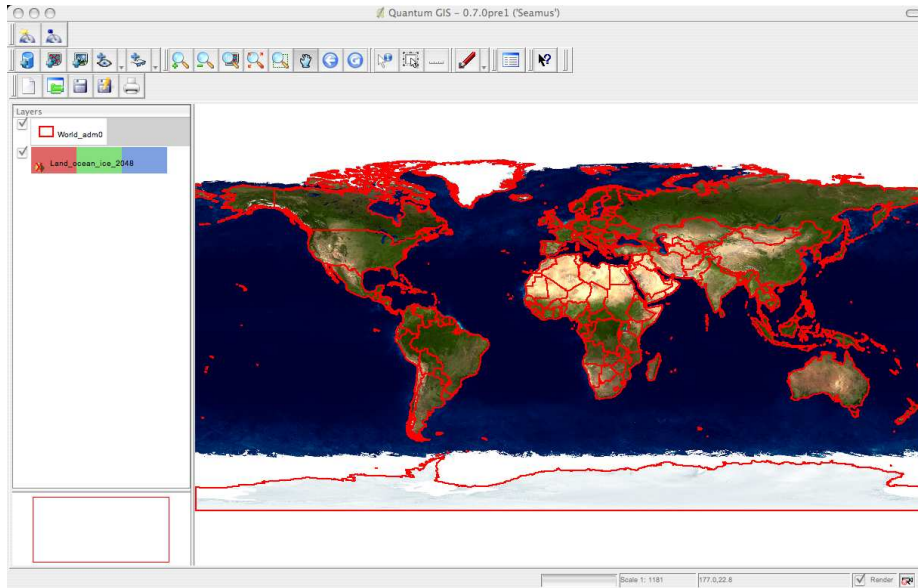 Quantum GIS - 0.7.0pre1 ('Seamus')
Layers
World_adm0
Land_ocean_ice_2048
Scale 1: 1181
177.0,22.8
Render